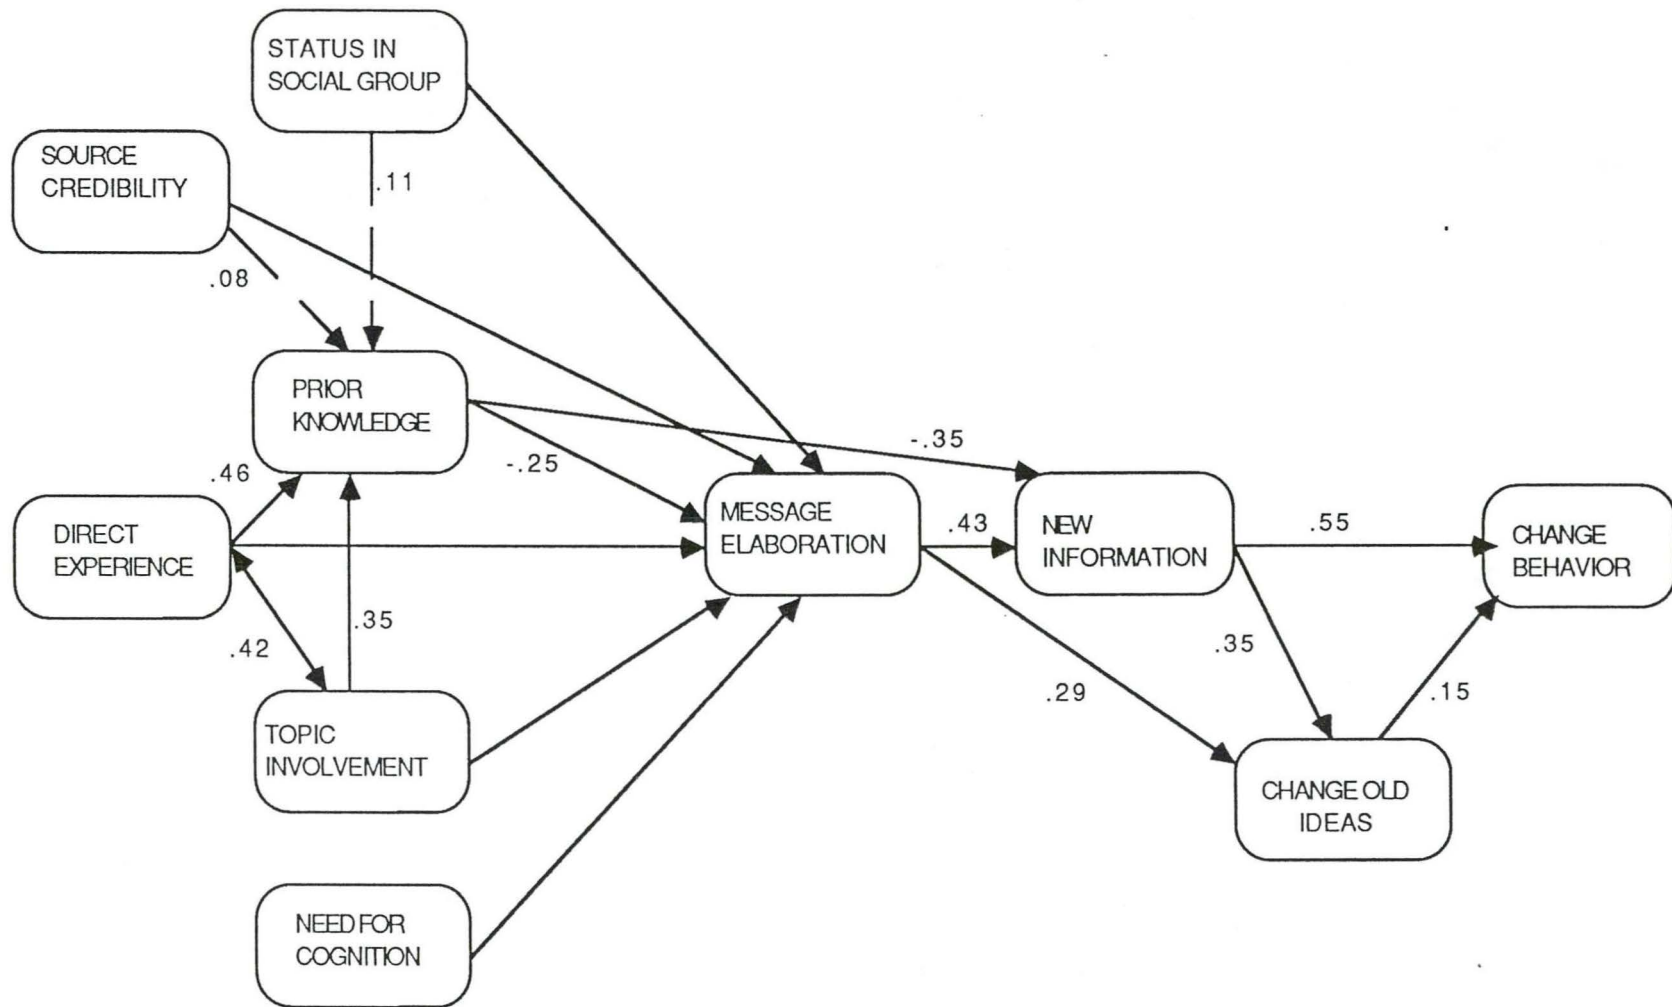 STATUS IN
SOCIAL GROUP
SOURCE
CREDIBILITY
.11
.08
PRIOR
KNOWLEDGE
-.35
-.25
.46
DIRECT
EXPERIENCE
MESSAGE
ELABORATION
.43
NEW
INFORMATION
.55
CHANGE
BEHAVIOR
.42
.35
.35
.29
.15
TOPIC
INVOLVEMENT
CHANGE OLD
IDEAS
NEED FOR
COGNITION